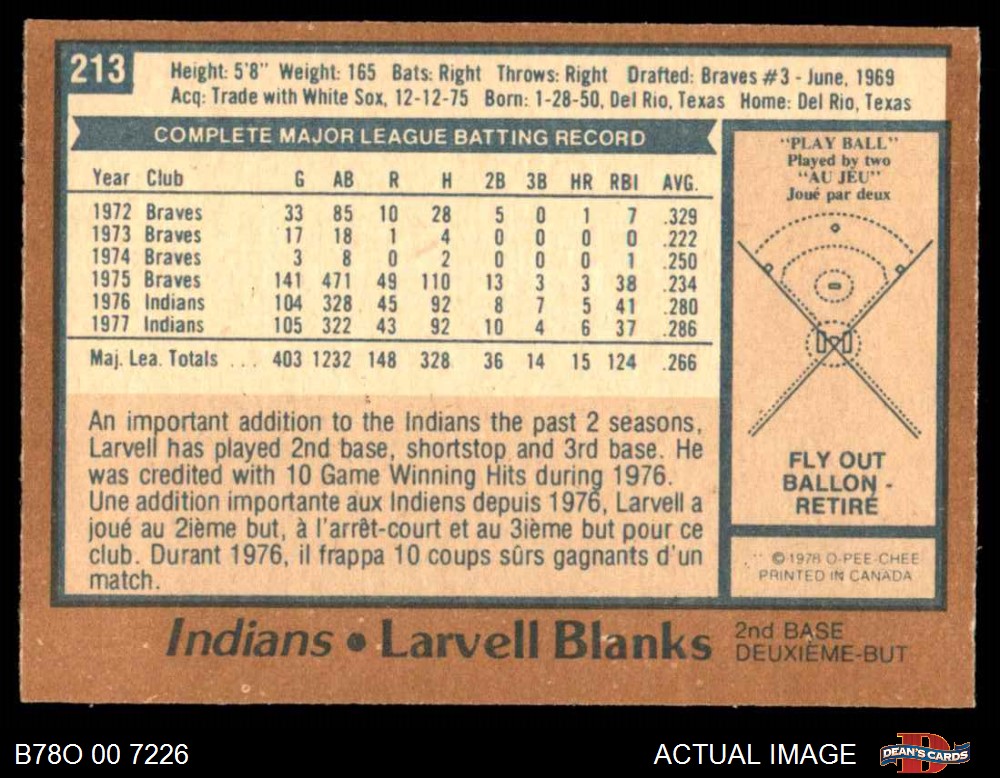 213
Height: 5'8" Weight: 165 Bats: Right Throws: Right Drafted: Braves #3 - June, 1969
Acq: Trade with White Sox, 12-12-75 Born: 1-28-50, Del Rio, Texas Home: Del Rio, Texas
COMPLETE MAJOR LEAGUE BATTING RECORD
Year Club G AB R H 2B 3B HR RBI AVG.
1972 Braves 33 85 10 28 5 0 1 7 .329
1973 Braves 17 18 1 4 0 0 0 0 .222
1974 Braves 3 8 0 2 0 0 0 1 .250
1975 Braves 141 471 49 110 13 3 3 38 .234
1976 Indians 104 328 45 92 8 7 5 41 .280
1977 Indians 105 322 43 92 10 4 6 37 .286
Maj. Lea. Totals ... 403 1232 148 328 36 14 15 124 .266
An important addition to the Indians the past 2 seasons,
Larvell has played 2nd base, shortstop and 3rd base. He
was credited with 10 Game Winning Hits during 1976.
Une addition importante aux Indiens depuis 1976, Larvell a
joué au 2ième but, à l'arrêt-court et au 3ième but pour ce
club. Durant 1976, il frappa 10 coups sûrs gagnants d'un
match.
"PLAY BALL"
Played by two
"AU JEU"
Joué par deux
FLY OUT
BALLON -
RETIRÉ
© 1978 O-PEE-CHEE
PRINTED IN CANADA
Indians • Larvell Blanks
2nd BASE
DEUXIÈME-BUT
B78O 00 7226
ACTUAL IMAGE
DEAN'S CARDS